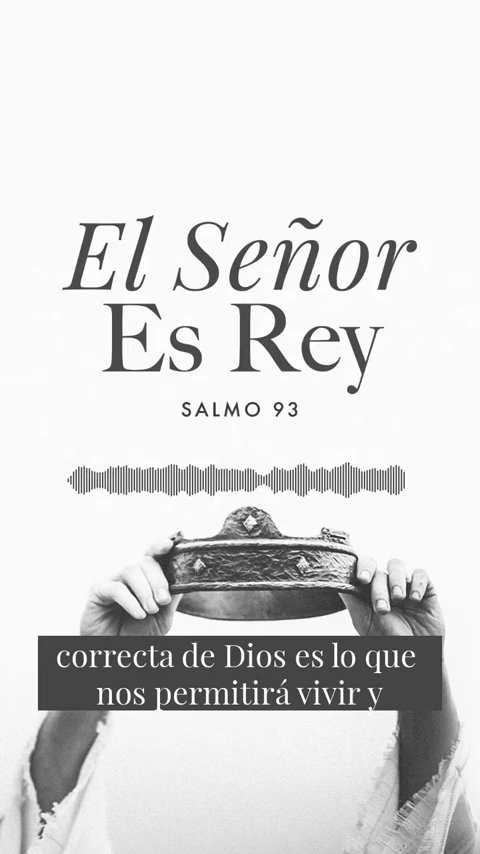 El Señor
Es Rey
SALMO 93
correcta de Dios es lo que
nos permitirá vivir y